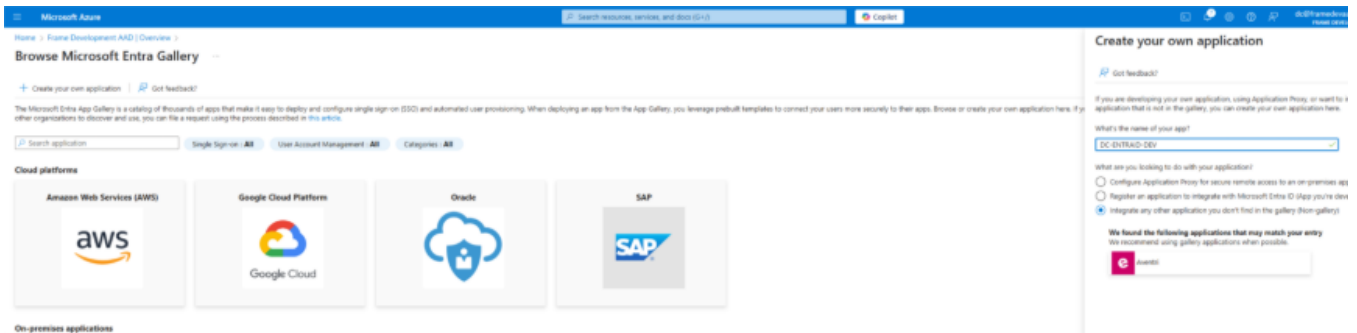 Microsoft Azure
Search resources, services, and docs (G+/)
Copilot
Home > Frame Development AAD | Overview >
Browse Microsoft Entra Gallery ...
+ Create your own application | Got feedback?
The Microsoft Entra App Gallery is a catalog of thousands of apps that make it easy to deploy and configure single sign-on (SSO) and automated user provisioning. When deploying an app from the App Gallery, you leverage prebuilt templates to connect your users more securely to their apps. Browse or create your own application here. If
other organizations to discover and use, you can file a request using the process described in this article.
Search application
Single Sign-on : All
User Account Management : All
Categories : All
Cloud platforms
Amazon Web Services (AWS)
aws
Google Cloud Platform
Google Cloud
Oracle
SAP
SAP
On-premises applications
Create your own application
Got feedback?
If you are developing your own application, using Application Proxy, or want to
application that is not in the gallery, you can create your own application here.
What's the name of your app?
DC-ENTRAID-DEV
What are you looking to do with your application?
Configure Application Proxy for secure remote access to an on-premises
Register an application to integrate with Microsoft Entra ID (App you're
Integrate any other application you don't find in the gallery (Non-gallery)
We found the following applications that may match your entry
We recommend using gallery applications when possible.